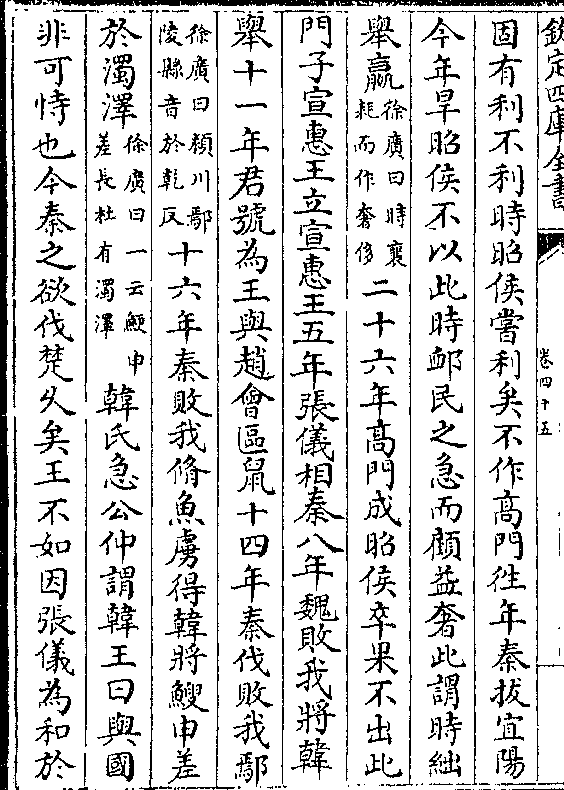 欽定四庫全書
卷四十五
固有利不利時昭侯嘗利矣不作髙門徃年秦拔宜陽
今年旱昭侯不以此時䘏民之急而顧益奢此謂時絀
舉贏徐廣曰時衰耗而作奢侈二十六年髙門成昭侯卒果不出此
門子宣惠王立宣惠王五年張儀相秦八年魏敗我將韓
舉十一年君號為王與趙會區鼠十四年秦伐敗我鄢
徐廣曰潁川鄢陵縣音於乾反十六年秦敗我脩魚虜得韓將䱸申差
於濁澤徐廣曰一云鯁申差長杜有濁澤韓氏急公仲謂韓王曰與國
非可恃也今秦之欲伐楚乆矣王不如因張儀為和於